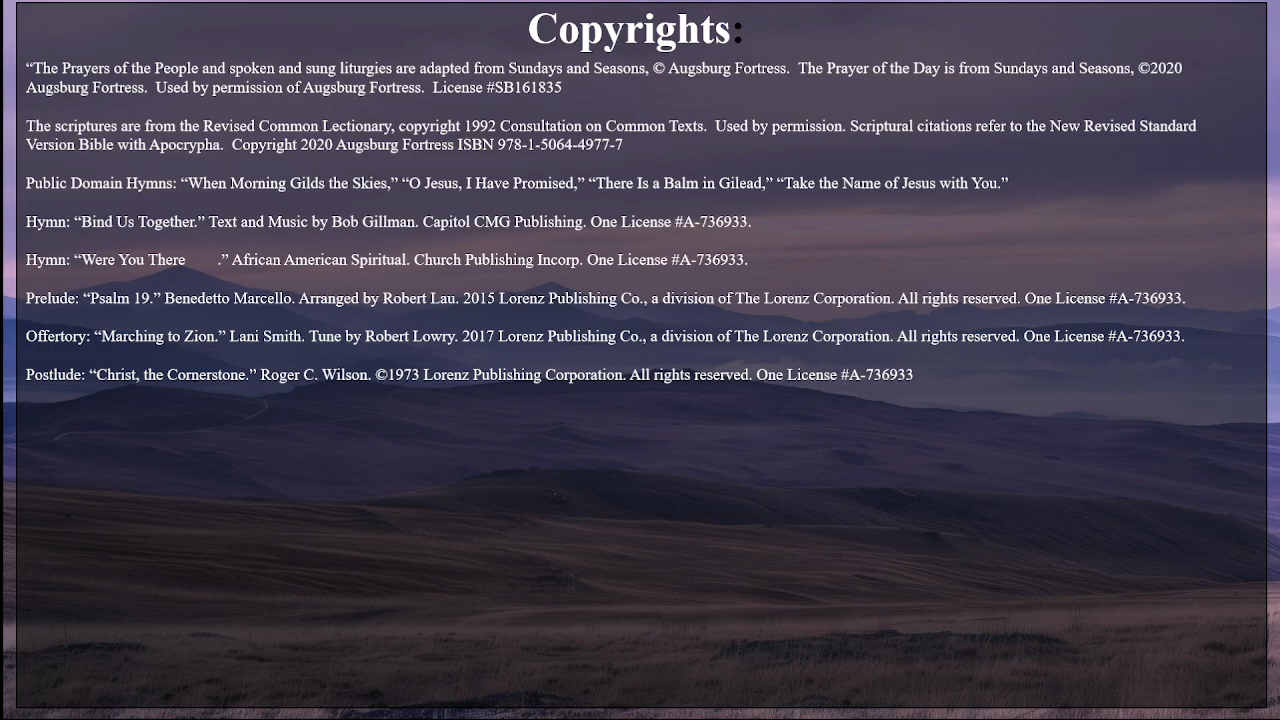 Copyrights:
“The Prayers of the People and spoken and sung liturgies are adapted from Sundays and Seasons, © Augsburg Fortress.  The Prayer of the Day is from Sundays and Seasons, ©2020
Augsburg Fortress.  Used by permission of Augsburg Fortress.  License #SB161835
The scriptures are from the Revised Common Lectionary, copyright 1992 Consultation on Common Texts.  Used by permission. Scriptural citations refer to the New Revised Standard
Version Bible with Apocrypha.  Copyright 2020 Augsburg Fortress ISBN 978-1-5064-4977-7
Public Domain Hymns: “When Morning Gilds the Skies,” “O Jesus, I Have Promised,” “There Is a Balm in Gilead,” “Take the Name of Jesus with You.”
Hymn: “Bind Us Together.” Text and Music by Bob Gillman. Capitol CMG Publishing. One License #A-736933.
Hymn: “Were You There .” African American Spiritual. Church Publishing Incorp. One License #A-736933.
Prelude: “Psalm 19.” Benedetto Marcello. Arranged by Robert Lau. 2015 Lorenz Publishing Co., a division of The Lorenz Corporation. All rights reserved. One License #A-736933.
Offertory: “Marching to Zion.” Lani Smith. Tune by Robert Lowry. 2017 Lorenz Publishing Co., a division of The Lorenz Corporation. All rights reserved. One License #A-736933.
Postlude: “Christ, the Cornerstone.” Roger C. Wilson. ©1973 Lorenz Publishing Corporation. All rights reserved. One License #A-736933